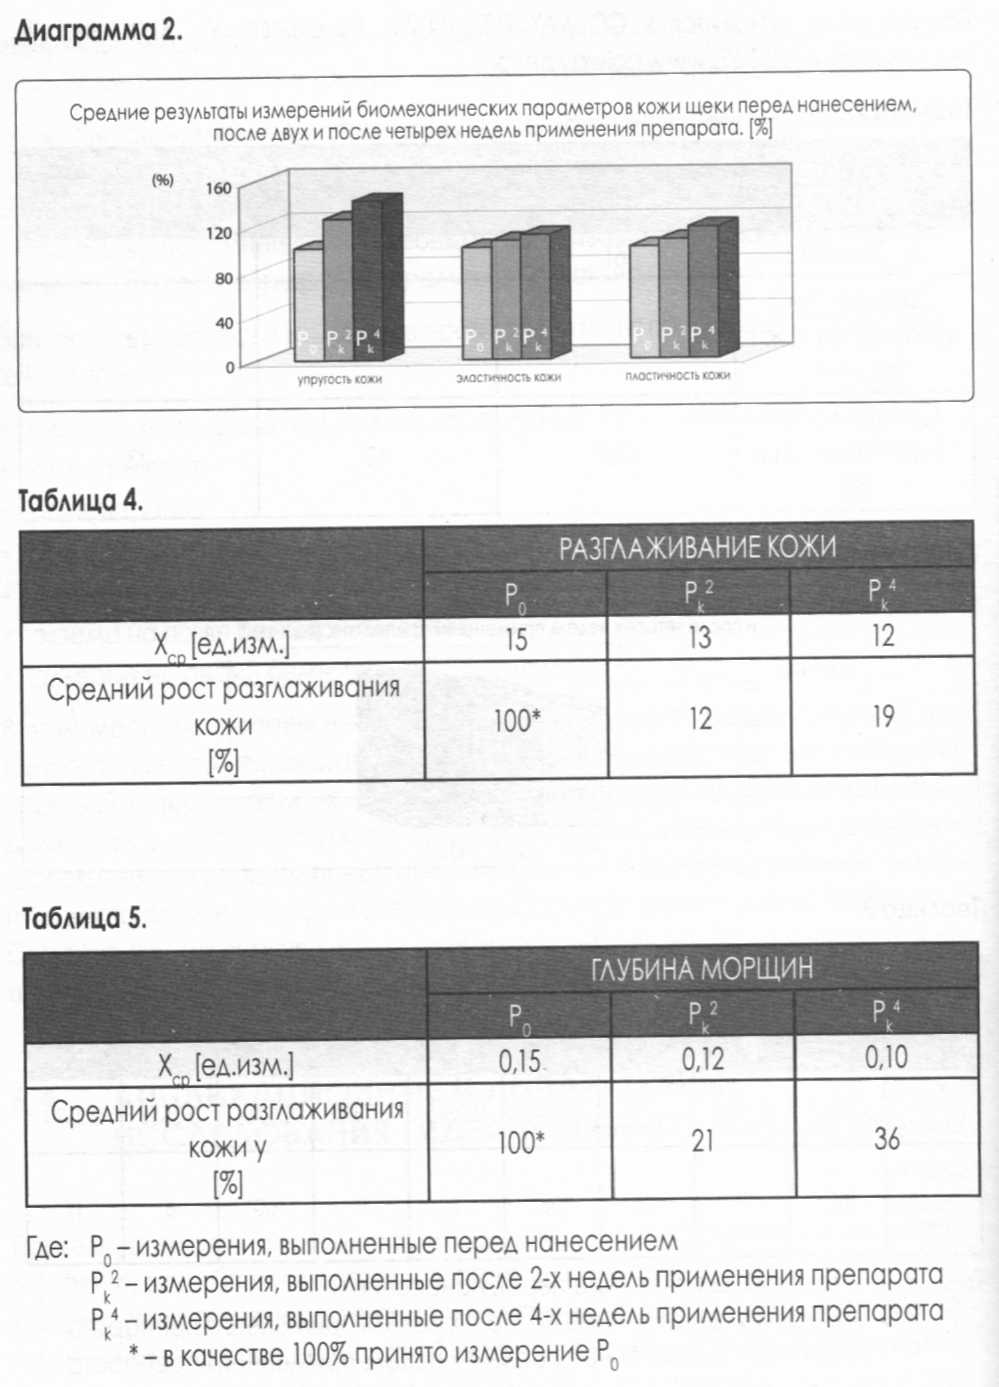 Диаграмма 2.
Средние результаты измерений биомеханических параметров кожи щеки перед нанесением,
после двух и после четырех недель применения препарата. [%]
(%)
160
120
80
40
0
P0 Pk2 Pk4
P0 Pk2 Pk4
P0 Pk2 Pk4
упругость кожи
эластичность кожи
пластичность кожи
Таблица 4.
РАЗГЛАЖИВАНИЕ КОЖИ
P0 Pk2 Pk4
Xср [ед.изм.] 15 13 12
Средний рост разглаживания
кожи 100* 12 19
[%]
Таблица 5.
ГЛУБИНА МОРЩИН
P0 Pk2 Pk4
Xср [ед.изм.] 0,15 0,12 0,10
Средний рост разглаживания
кожи у 100* 21 36
[%]
Где: P0 – измерения, выполненные перед нанесением
Pk2 – измерения, выполненные после 2-х недель применения препарата
Pk4 – измерения, выполненные после 4-х недель применения препарата
* – в качестве 100% принято измерение P0